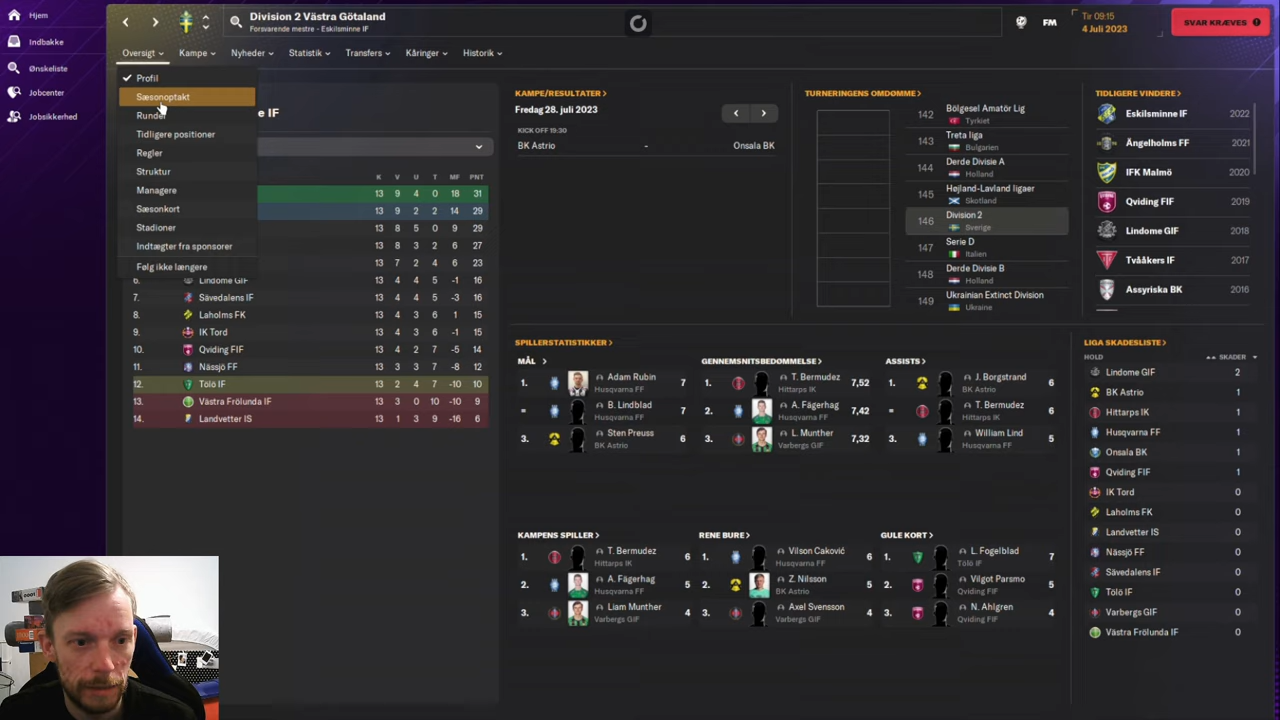 Hjem
Indbakke
Ønskeliste
Jobcenter
Jobsikkerhed
Division 2 Västra Götaland
Forsvarende mestre - Eskilsminne IF
FM
Tir 09:15
4 Juli 2023
SVAR KRÆVES
Oversigt
Kampe
Nyheder
Statistik
Transfers
Kåringer
Historik
Profil
Sæsonoptakt
Runder
Tidligere positioner
Regler
Struktur
Managere
Sæsonkort
Stadioner
Indtægter fra sponsorer
Følg ikke længere
e IF
K V U T MF PNT
13 9 4 0 18 31
13 9 2 2 14 29
13 8 5 0 9 29
13 8 3 2 6 27
13 7 2 4 6 23
6. Lindome GIF 13 4 4 5 -1 16
7. Sävedalens IF 13 4 4 5 -3 16
8. Laholms FK 13 4 3 6 1 15
9. IK Tord 13 4 3 6 -1 15
10. Qviding FIF 13 4 2 7 -5 14
11. Nässjö FF 13 3 3 7 -8 12
12. Tölö IF 13 2 4 7 -10 10
13. Västra Frölunda IF 13 3 0 10 -10 9
14. Landvetter IS 13 1 3 9 -16 6
KAMPE/RESULTATER
Fredag 28. juli 2023
KICK OFF 19:30
BK Astrio - Onsala BK
TURNERINGENS OMDØMME
142 Bölgesel Amatör Lig
Tyrkiet
143 Treta liga
Bulgarien
144 Derde Divisie A
Holland
145 Højland-Lavland ligaer
Skotland
146 Division 2
Sverige
147 Serie D
Italien
148 Derde Divisie B
Holland
149 Ukrainian Extinct Division
Ukraine
TIDLIGERE VINDERE
Eskilsminne IF 2022
Ängelholms FF 2021
IFK Malmö 2020
Qviding FIF 2019
Lindome GIF 2018
Tvååkers IF 2017
Assyriska BK 2016
SPILLERSTATISTIKKER
MÅL
1. Adam Rubin 7
Husqvarna FF
= B. Lindblad 7
Husqvarna FF
3. Sten Preuss 6
BK Astrio
GENNEMSNITSBEDØMMELSE
1. T. Bermudez 7,52
Hittarps IK
2. A. Fägerhag 7,42
Husqvarna FF
3. L. Munther 7,32
Varbergs GIF
ASSISTS
1. J. Borgstrand 6
BK Astrio
= T. Bermudez 6
Hittarps IK
3. William Lind 5
Husqvarna FF
KAMPENS SPILLER
1. T. Bermudez 6
Hittarps IK
2. A. Fägerhag 5
Husqvarna FF
3. Liam Munther 4
Varbergs GIF
RENE BURE
1. Vilson Caković 6
Husqvarna FF
2. Z. Nilsson 5
BK Astrio
3. Axel Svensson 4
Varbergs GIF
GULE KORT
1. L. Fogelblad 7
Tölö IF
2. Vilgot Parsmo 5
Qviding FIF
3. N. Ahlgren 4
Qviding FIF
LIGA SKADESLISTE
HOLD SKADER
Lindome GIF 2
BK Astrio 1
Hittarps IK 1
Husqvarna FF 1
Onsala BK 1
Qviding FIF 1
IK Tord 0
Laholms FK 0
Landvetter IS 0
Nässjö FF 0
Sävedalens IF 0
Tölö IF 0
Varbergs GIF 0
Västra Frölunda IF 0